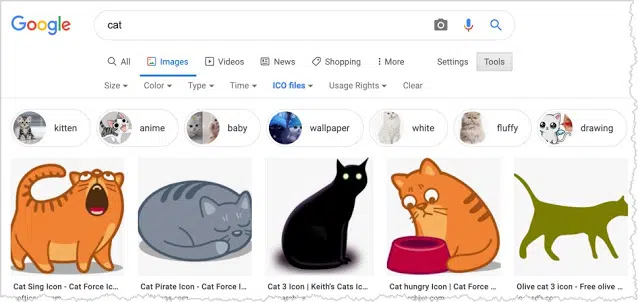 Google
cat
All Images Videos News Shopping More Settings Tools
Size Color Type Time ICO files Usage Rights Clear
kitten anime baby wallpaper white fluffy drawing
Cat Sing Icon - Cat Force Ic... Cat Pirate Icon - Cat Force I... Cat 3 Icon | Keith's Cats Ic... Cat hungry Icon | Cat Force ... Olive cat 3 icon - Free olive ...